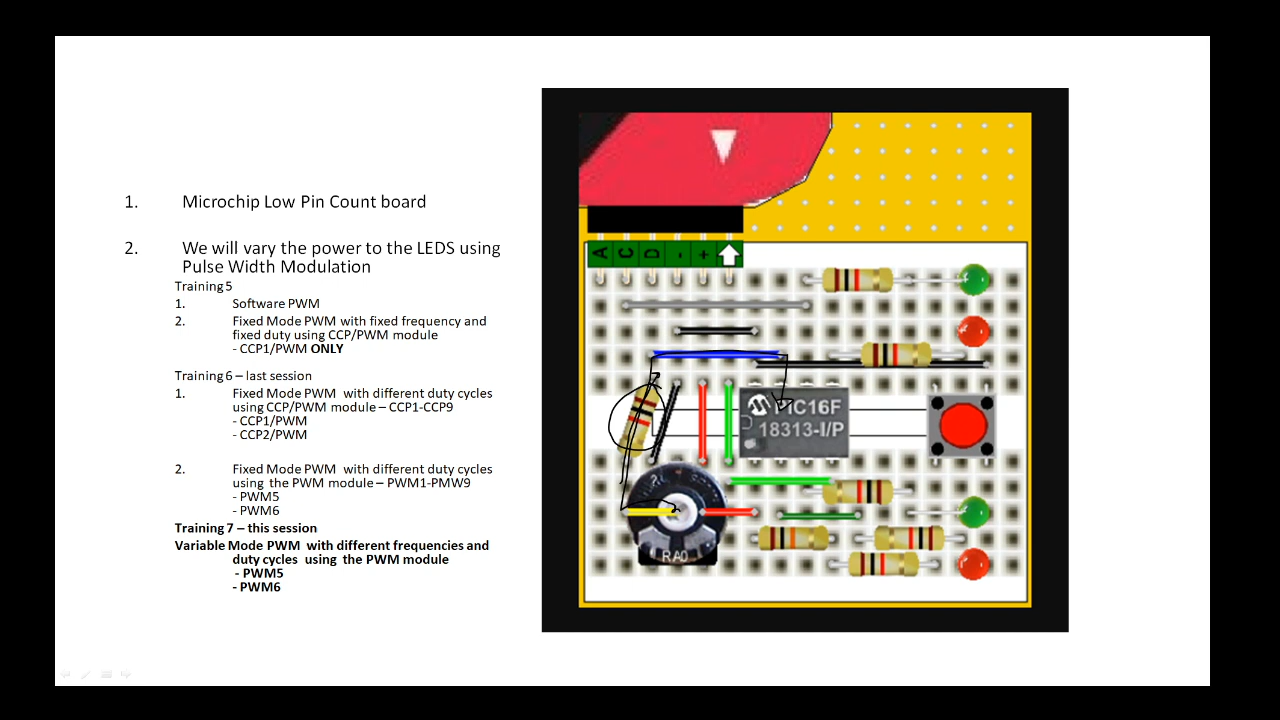 1. Microchip Low Pin Count board
2. We will vary the power to the LEDS using
Pulse Width Modulation
Training 5
1. Software PWM
2. Fixed Mode PWM with fixed frequency and
fixed duty using CCP/PWM module
- CCP1/PWM ONLY
Training 6 – last session
1. Fixed Mode PWM with different duty cycles
using CCP/PWM module – CCP1-CCP9
- CCP1/PWM
- CCP2/PWM
2. Fixed Mode PWM with different duty cycles
using the PWM module – PWM1-PMW9
- PWM5
- PWM6
Training 7 – this session
Variable Mode PWM with different frequencies and
duty cycles using the PWM module
- PWM5
- PWM6
A C D - +
PIC16F
18313-I/P
RA0